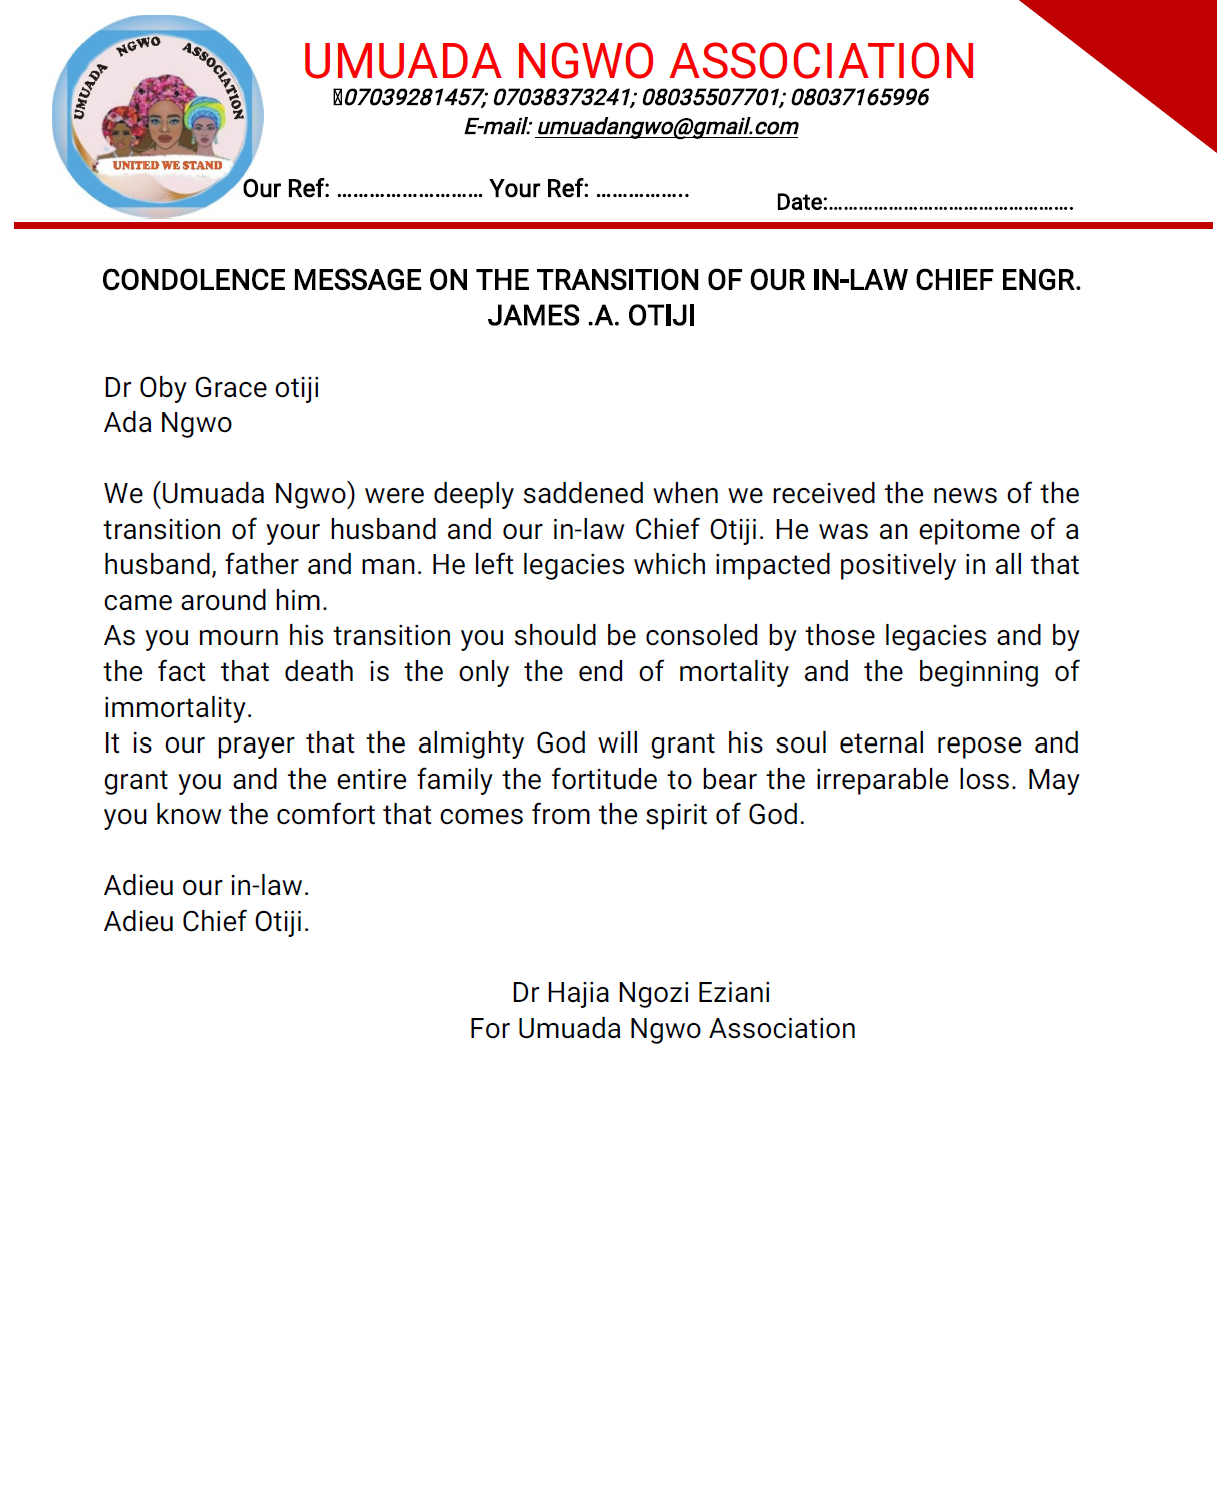 UMUADA NGWO ASSOCIATION
UNITED WE STAND
UMUADA NGWO ASSOCIATION
07039281457; 07038373241; 08035507701; 08037165996
E-mail: umuadangwo@gmail.com
Our Ref: ……………………… Your Ref: ……………..
Date:………………………………………….
CONDOLENCE MESSAGE ON THE TRANSITION OF OUR IN-LAW CHIEF ENGR.
JAMES .A. OTIJI
Dr Oby Grace otiji
Ada Ngwo
We (Umuada Ngwo) were deeply saddened when we received the news of the
transition of your husband and our in-law Chief Otiji. He was an epitome of a
husband, father and man. He left legacies which impacted positively in all that
came around him.
As you mourn his transition you should be consoled by those legacies and by
the fact that death is the only the end of mortality and the beginning of
immortality.
It is our prayer that the almighty God will grant his soul eternal repose and
grant you and the entire family the fortitude to bear the irreparable loss. May
you know the comfort that comes from the spirit of God.
Adieu our in-law.
Adieu Chief Otiji.
Dr Hajia Ngozi Eziani
For Umuada Ngwo Association